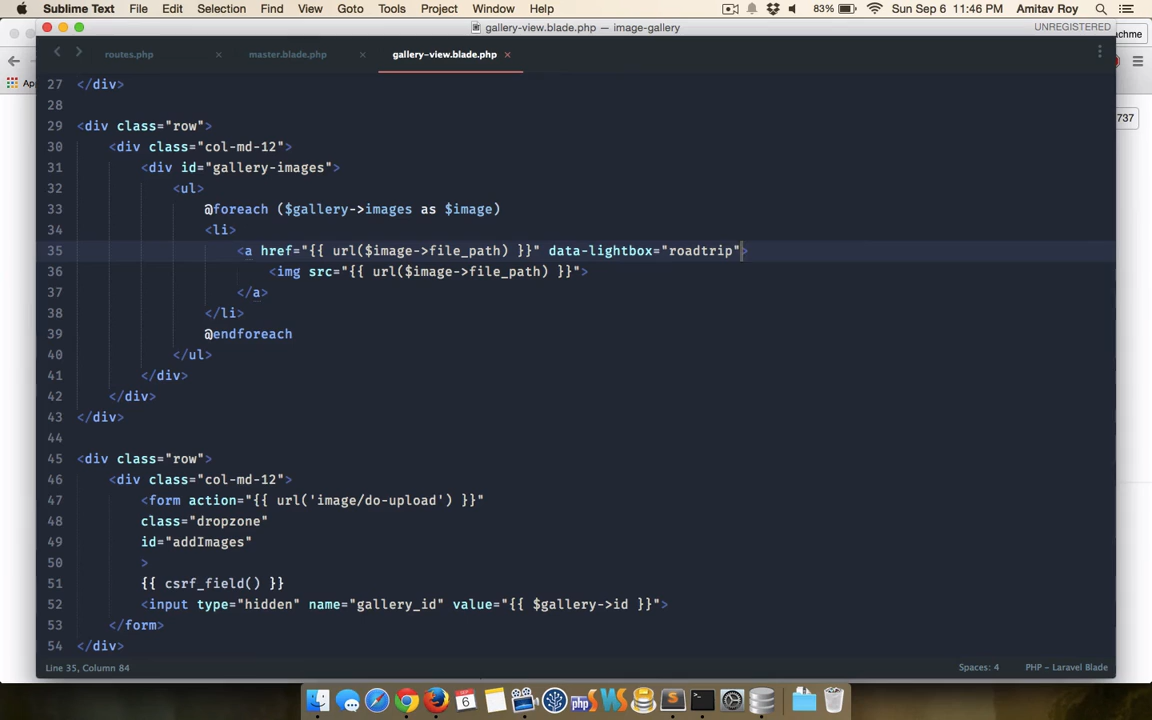 Sublime Text File Edit Selection Find View Goto Tools Project Window Help 83% Sun Sep 6 11:46 PM Amitav Roy
gallery-view.blade.php — image-gallery UNREGISTERED
routes.php × master.blade.php × gallery-view.blade.php ×
27 </div>
28
29 <div class="row">
30 <div class="col-md-12">
31 <div id="gallery-images">
32 <ul>
33 @foreach ($gallery->images as $image)
34 <li>
35 <a href="{{ url($image->file_path) }}" data-lightbox="roadtrip">
36 <img src="{{ url($image->file_path) }}">
37 </a>
38 </li>
39 @endforeach
40 </ul>
41 </div>
42 </div>
43 </div>
44
45 <div class="row">
46 <div class="col-md-12">
47 <form action="{{ url('image/do-upload') }}"
48 class="dropzone"
49 id="addImages"
50 >
51 {{ csrf_field() }}
52 <input type="hidden" name="gallery_id" value="{{ $gallery->id }}">
53 </form>
54 </div>
Line 35, Column 84 Spaces: 4 PHP - Laravel Blade
achme
737